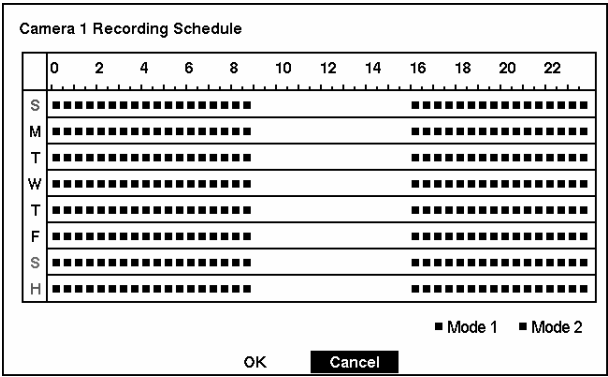 Camera 1 Recording Schedule
0 2 4 6 8 10 12 14 16 18 20 22
S
M
T
W
T
F
S
H
Mode 1 Mode 2
OK Cancel